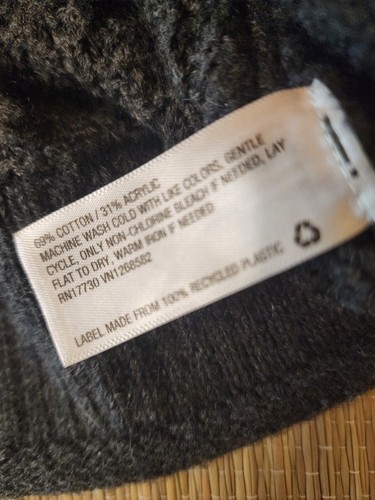 69% COTTON / 31% ACRYLIC
MACHINE WASH COLD WITH LIKE COLORS, GENTLE
CYCLE, ONLY NON-CHLORINE BLEACH IF NEEDED, LAY
FLAT TO DRY, WARM IRON IF NEEDED
RN17730 VN1268582
LABEL MADE FROM 100% RECYCLED PLASTIC